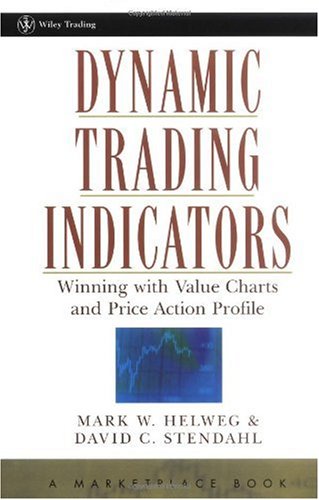 Wiley Trading
DYNAMIC
TRADING
INDICATORS
Winning with Value Charts
and Price Action Profile
MARK W. HELWEG &
DAVID C. STENDAHL
A MARKETPLACE BOOK